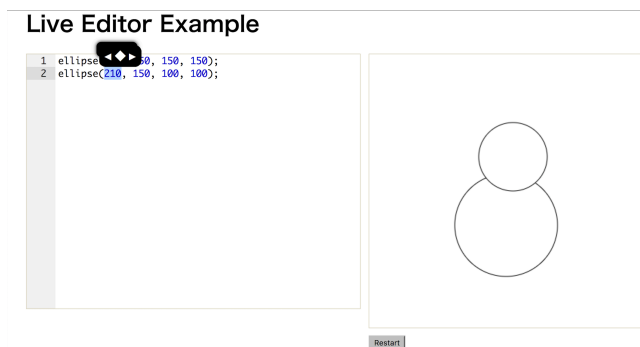 Live Editor Example
1 ellipse 50, 150, 150);
2 ellipse(210, 150, 100, 100);
Restart